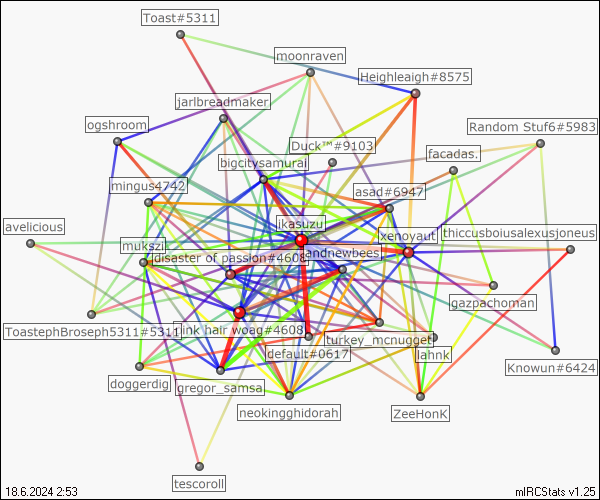 Toast#5311
moonraven
Heighleigh#8575
jarlbreadmaker
ogshroom
Random Stuf6#5983
Duck™#9103
facadas.
bigcitysamurai
mingus4742
asad#6947
avelicious
ikasuzu
xenoyaut
thiccusboiusalexusjoneus
mukszi
disaster of passion#4608
andnewbees
gazpachoman
ToastephBroseph5311#5311
link hair woag#4608
turkey_mcnugget
default#0617
lahnk
Knowun#6424
doggerdig
gregor_samsa
neokingghidorah
ZeeHonK
tescoroll
18.6.2024 2:53
mIRCStats v1.25